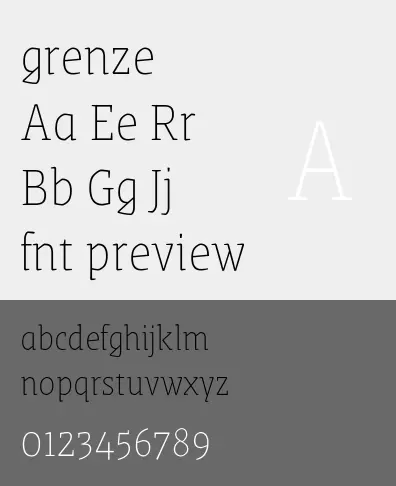 grenze
Aa Ee Rr
A
Bb Gg Jj
fnt preview
abcdefghijklm
nopqrstuvwxyz
0123456789